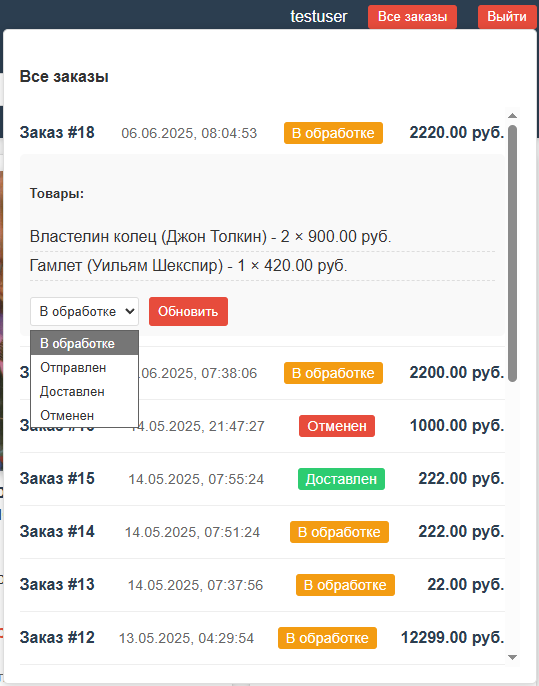 testuser Все заказы Выйти
Все заказы
Заказ #18 06.06.2025, 08:04:53 В обработке 2220.00 руб.
Товары:
Властелин колец (Джон Толкин) - 2 × 900.00 руб.
Гамлет (Уильям Шекспир) - 1 × 420.00 руб.
В обработке Обновить
В обработке
Отправлен
Доставлен
Отменен
.06.2025, 07:38:06 В обработке 2200.00 руб.
14.05.2025, 21:47:27 Отменен 1000.00 руб.
Заказ #15 14.05.2025, 07:55:24 Доставлен 222.00 руб.
Заказ #14 14.05.2025, 07:51:24 В обработке 222.00 руб.
Заказ #13 14.05.2025, 07:37:56 В обработке 22.00 руб.
Заказ #12 13.05.2025, 04:29:54 В обработке 12299.00 руб.